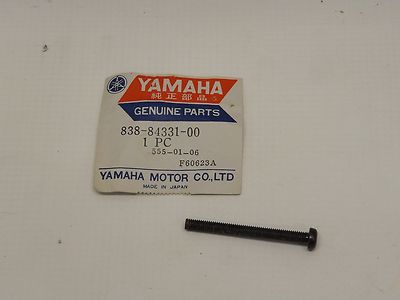 YAMAHA
純正部品
GENUINE PARTS
838-84331-00
1 PC
555-01-06
F60623A
YAMAHA MOTOR CO., LTD
MADE IN JAPAN